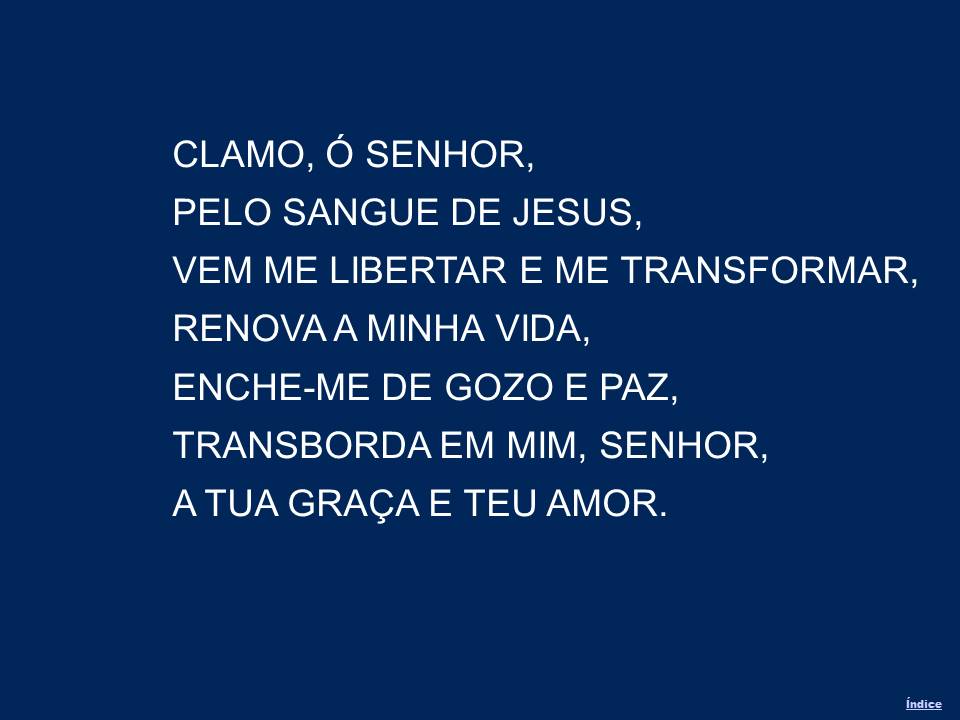 CLAMO, Ó SENHOR,
PELO SANGUE DE JESUS,
VEM ME LIBERTAR E ME TRANSFORMAR,
RENOVA A MINHA VIDA,
ENCHE-ME DE GOZO E PAZ,
TRANSBORDA EM MIM, SENHOR,
A TUA GRAÇA E TEU AMOR.
Índice